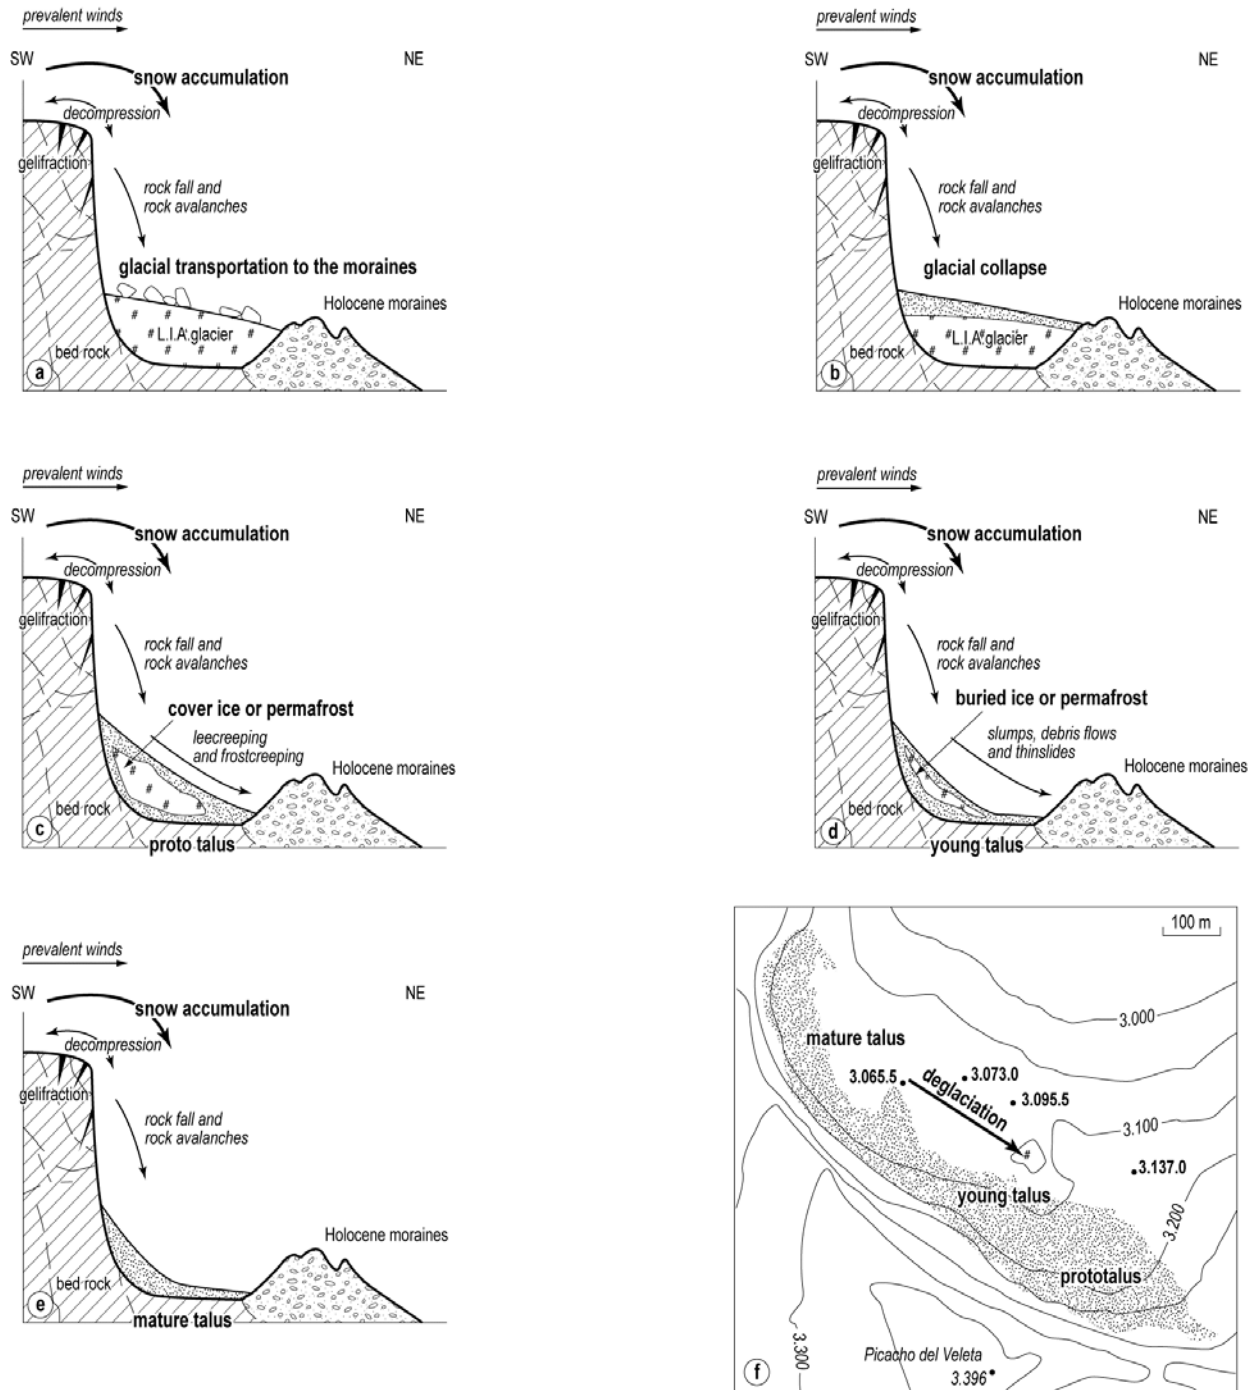 prevalent winds
SW
NE
snow accumulation
decompression
gelifraction
rock fall and
rock avalanches
glacial transportation to the moraines
Holocene moraines
L.I.A. glacier
bed rock
a
prevalent winds
SW
NE
snow accumulation
decompression
gelifraction
rock fall and
rock avalanches
glacial collapse
Holocene moraines
L.I.A. glacier
bed rock
b
prevalent winds
SW
NE
snow accumulation
decompression
gelifraction
rock fall and
rock avalanches
cover ice or permafrost
leecreeping
and frostcreeping
Holocene moraines
bed rock
c
proto talus
prevalent winds
SW
NE
snow accumulation
decompression
gelifraction
rock fall and
rock avalanches
buried ice or permafrost
slumps, debris flows
and thinslides
Holocene moraines
bed rock
d
young talus
prevalent winds
SW
NE
snow accumulation
decompression
gelifraction
rock fall and
rock avalanches
Holocene moraines
bed rock
e
mature talus
100 m
3.000
mature talus
3.065.5
3.073.0
deglaciation
3.095.5
3.100
#
3.137.0
young talus
3.200
prototalus
3.300
Picacho del Veleta
3.396
f